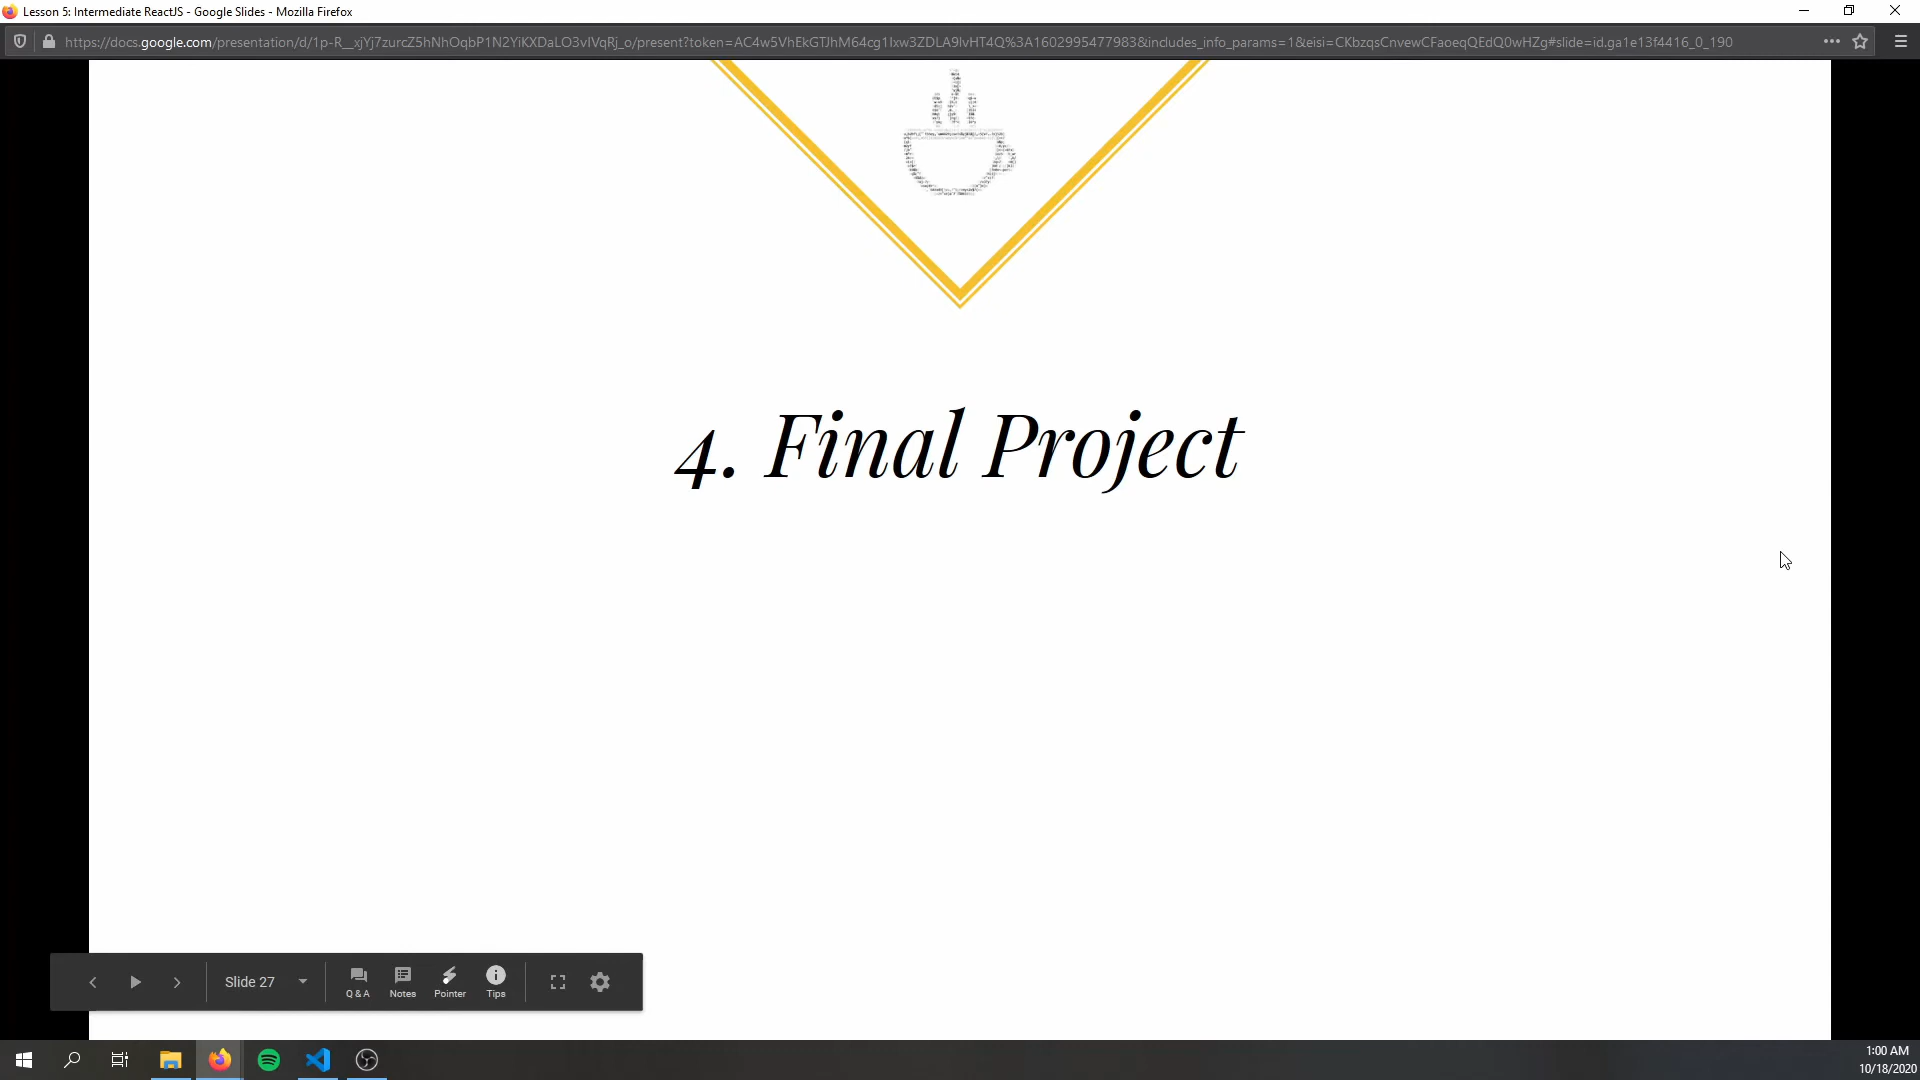 Lesson 5: Intermediate ReactJS - Google Slides - Mozilla Firefox
https://docs.google.com/presentation/d/1p-R__xjYj7zurcZ5hNhOqbP1N2YiKXDaLO3vIVqRj_o/present?token=AC4w5VhEkGTJhM64cg1Ixw3ZDLA9lvHT4Q%3A1602995477983&includes_info_params=1&eisi=CKbzqsCnvewCFaoeqQEdQ0wHZg#slide=id.ga1e13f4416_0_190
4. Final Project
Slide 27
Q & A
Notes
Pointer
Tips
1:00 AM
10/18/2020